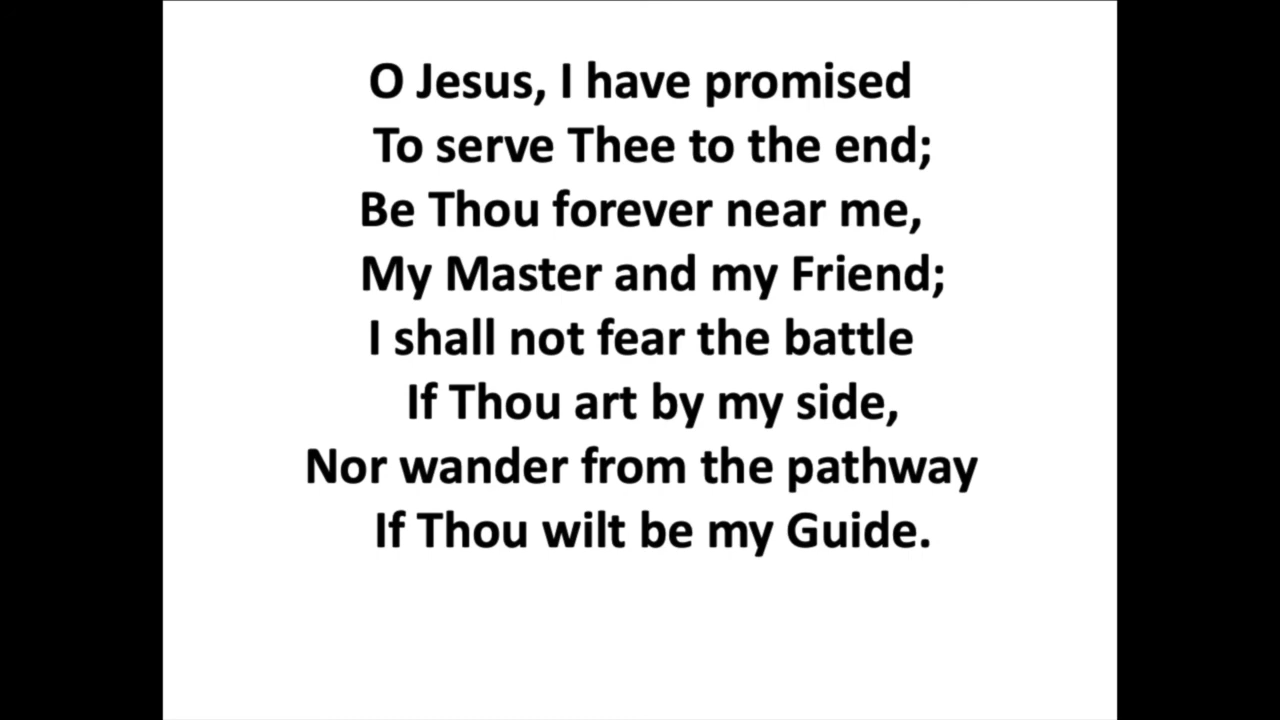 O Jesus, I have promised
To serve Thee to the end;
Be Thou forever near me,
My Master and my Friend;
I shall not fear the battle
If Thou art by my side,
Nor wander from the pathway
If Thou wilt be my Guide.